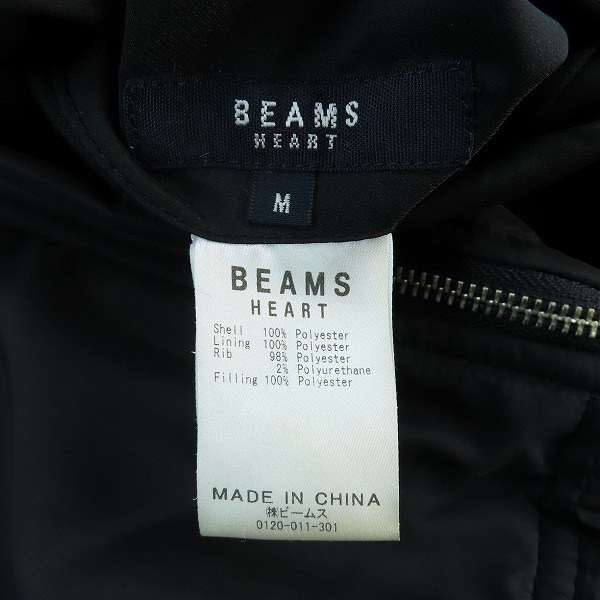 BEAMS
HEART
M
BEAMS
HEART
Shell 100% Polyester
Lining 100% Polyester
Rib 98% Polyester
2% Polyurethane
Filling 100% Polyester
MADE IN CHINA
㈱ビームス
0120-011-301